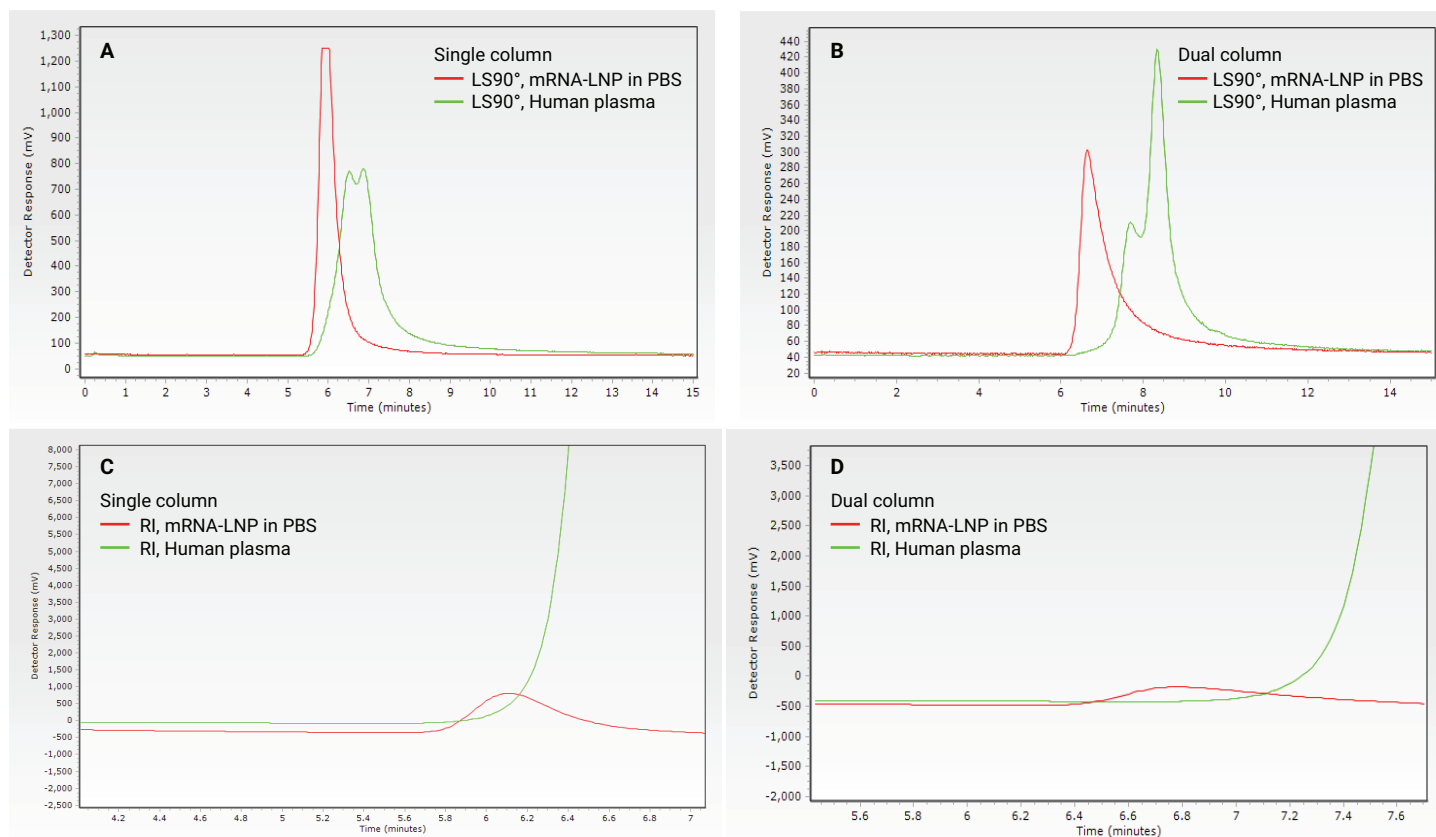 A
Single column
LS90°, mRNA-LNP in PBS
LS90°, Human plasma
Detector Response (mV)
1,300
1,200
1,100
1,000
900
800
700
600
500
400
300
200
100
0
0 1 2 3 4 5 6 7 8 9 10 11 12 13 14 15
Time (minutes)
B
Dual column
LS90°, mRNA-LNP in PBS
LS90°, Human plasma
Detector Response (mV)
440
420
400
380
360
340
320
300
280
260
240
220
200
180
160
140
120
100
80
60
40
20
0 2 4 6 8 10 12 14
Time (minutes)
C
Single column
RI, mRNA-LNP in PBS
RI, Human plasma
Detector Response (mV)
8,000
7,500
7,000
6,500
6,000
5,500
5,000
4,500
4,000
3,500
3,000
2,500
2,000
1,500
1,000
500
0
-500
-1,000
-1,500
-2,000
-2,500
4.2 4.4 4.6 4.8 5 5.2 5.4 5.6 5.8 6 6.2 6.4 6.6 6.8 7
Time (minutes)
D
Dual column
RI, mRNA-LNP in PBS
RI, Human plasma
Detector Response (mV)
3,500
3,000
2,500
2,000
1,500
1,000
500
0
-500
-1,000
-1,500
-2,000
5.6 5.8 6 6.2 6.4 6.6 6.8 7 7.2 7.4 7.6
Time (minutes)